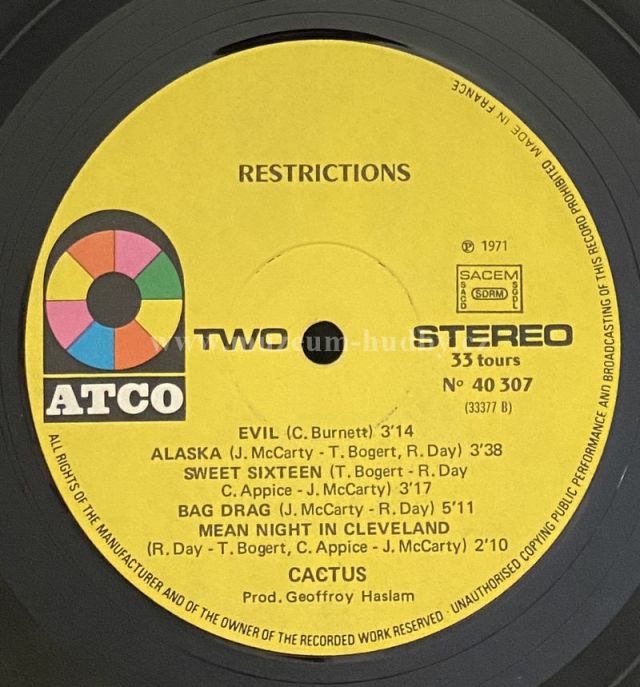 RESTRICTIONS
MADE IN FRANCE
℗ 1971
SACEM
SACD SDRM SGDL
ATCO
TWO
STEREO
33 tours
Nº 40 307
(33377 B)
EVIL (C. Burnett) 3'14
ALASKA (J. McCarty - T. Bogert, R. Day) 3'38
SWEET SIXTEEN (T. Bogert - R. Day
C. Appice - J. McCarty) 3'17
BAG DRAG (J. McCarty - R. Day) 5'11
MEAN NIGHT IN CLEVELAND
(R. Day - T. Bogert, C. Appice - J. McCarty) 2'10
CACTUS
Prod. Geoffroy Haslam
ALL RIGHTS OF THE MANUFACTURER AND OF THE OWNER OF THE RECORDED WORK RESERVED · UNAUTHORISED COPYING PUBLIC PERFORMANCE AND BROADCASTING OF THIS RECORD PROHIBITED